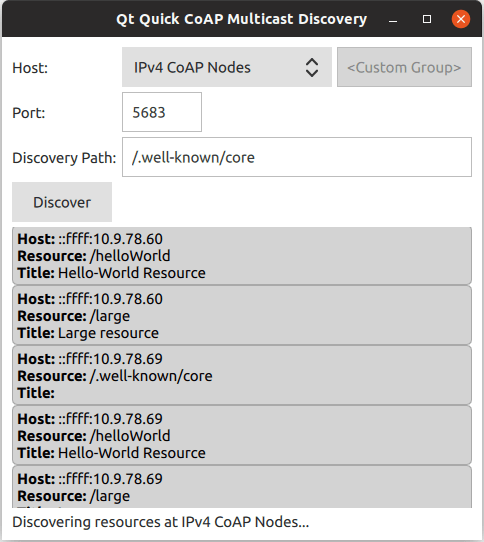 Qt Quick CoAP Multicast Discovery
Host: IPv4 CoAP Nodes <Custom Group>
Port: 5683
Discovery Path: /.well-known/core
Discover
Host: ::ffff:10.9.78.60
Resource: /helloWorld
Title: Hello-World Resource
Host: ::ffff:10.9.78.60
Resource: /large
Title: Large resource
Host: ::ffff:10.9.78.69
Resource: /.well-known/core
Title:
Host: ::ffff:10.9.78.69
Resource: /helloWorld
Title: Hello-World Resource
Host: ::ffff:10.9.78.69
Resource: /large
Discovering resources at IPv4 CoAP Nodes...